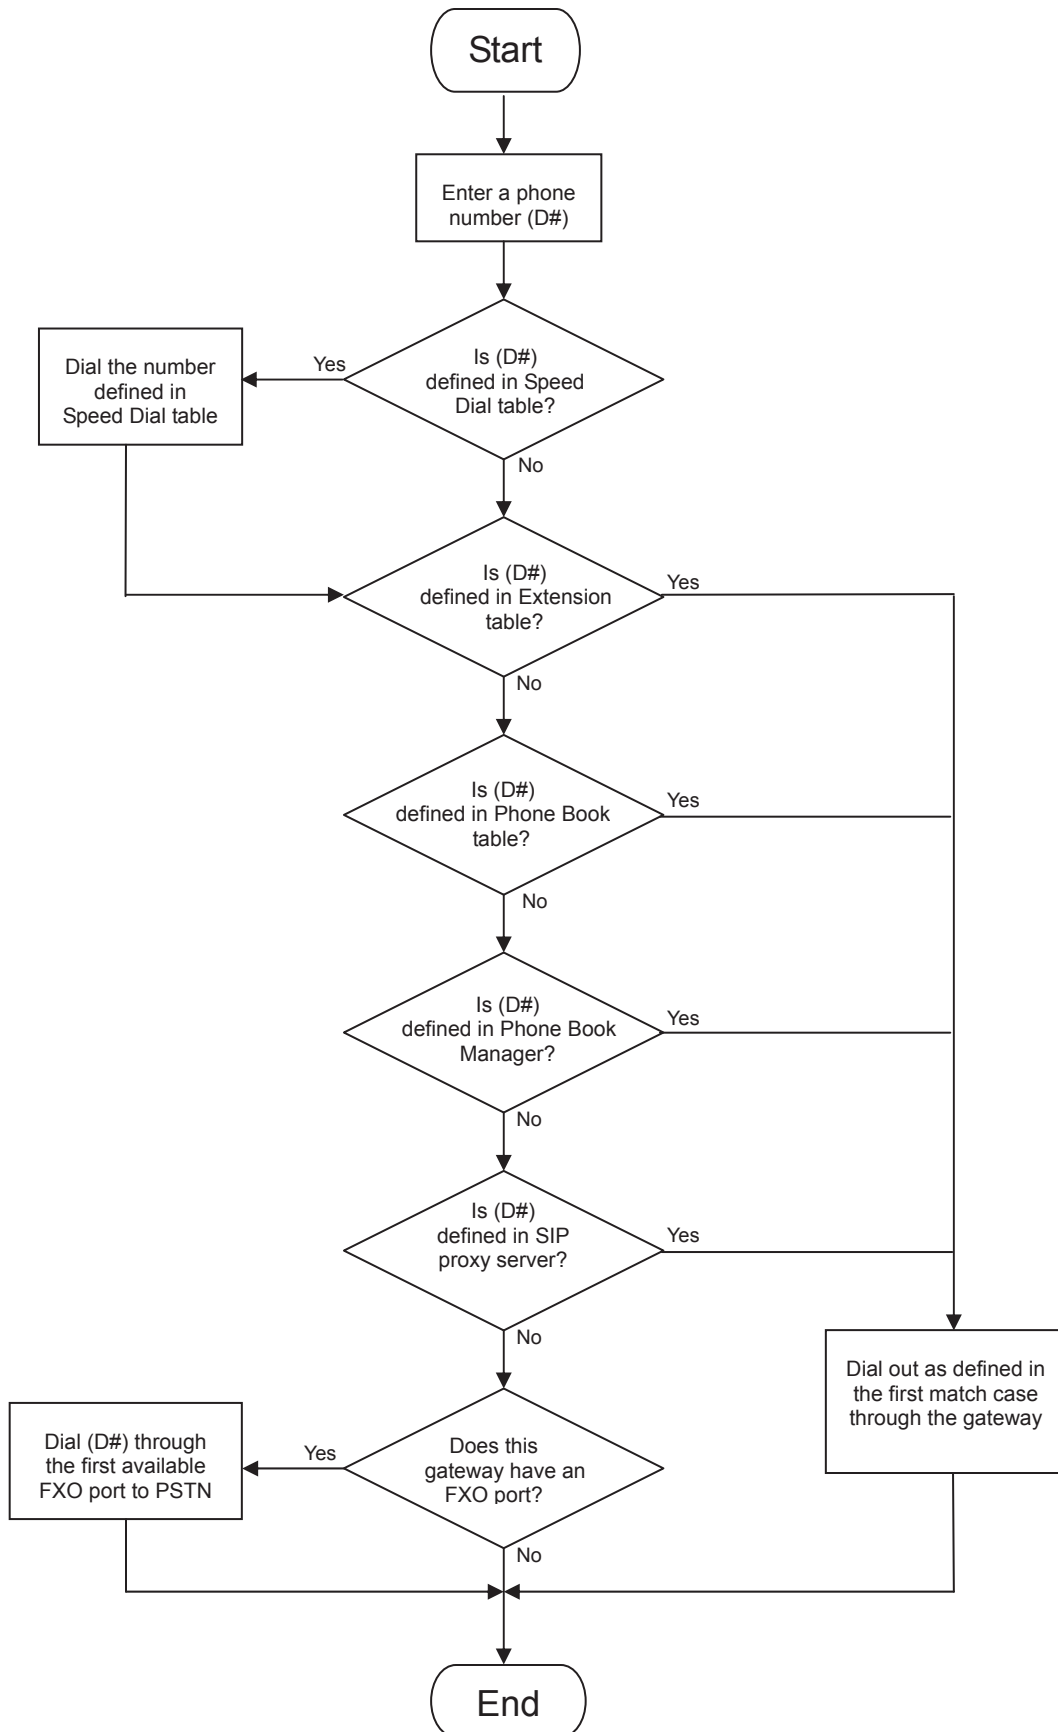 Start
Enter a phone
number (D#)
Is (D#)
defined in Speed
Dial table?
Yes
Dial the number
defined in
Speed Dial table
No
Is (D#)
defined in Extension
table?
Yes
No
Is (D#)
defined in Phone Book
table?
Yes
No
Is (D#)
defined in Phone Book
Manager?
Yes
No
Is (D#)
defined in SIP
proxy server?
Yes
No
Dial out as defined in
the first match case
through the gateway
Does this
gateway have an
FXO port?
Yes
Dial (D#) through
the first available
FXO port to PSTN
No
End